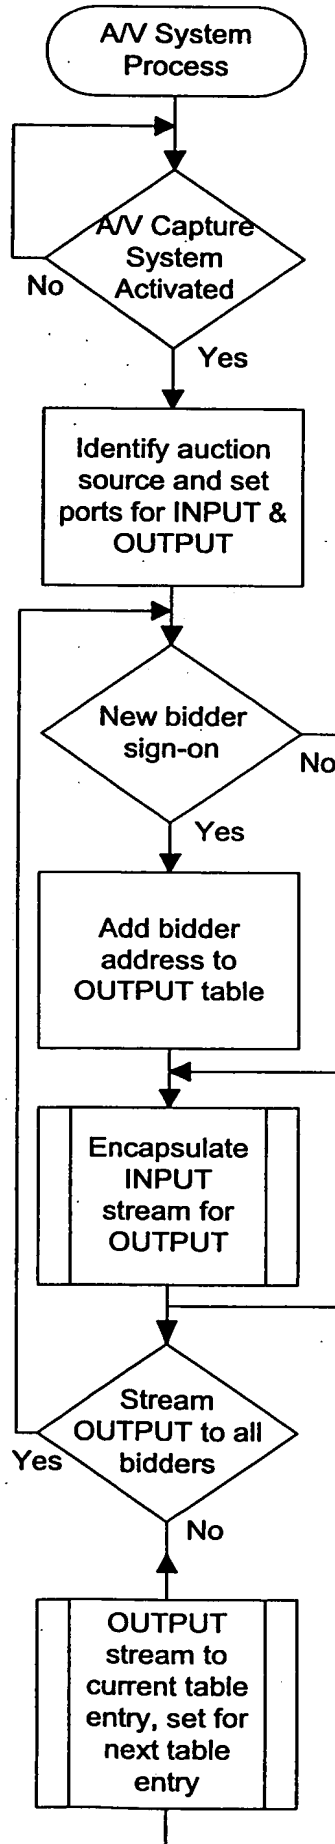 A/V System
Process
A/V Capture
System
Activated
No
Yes
Identify auction
source and set
ports for INPUT &
OUTPUT
New bidder
sign-on
No
Yes
Add bidder
address to
OUTPUT table
Encapsulate
INPUT
stream for
OUTPUT
Stream
OUTPUT to all
bidders
Yes
No
OUTPUT
stream to
current table
entry, set for
next table
entry